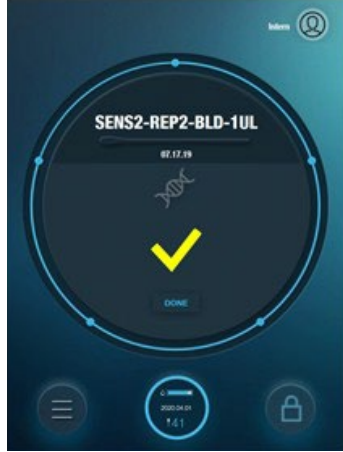 Intern
SENS2-REP2-BLD-1UL
07.17.19
DONE
2020.04.01
141